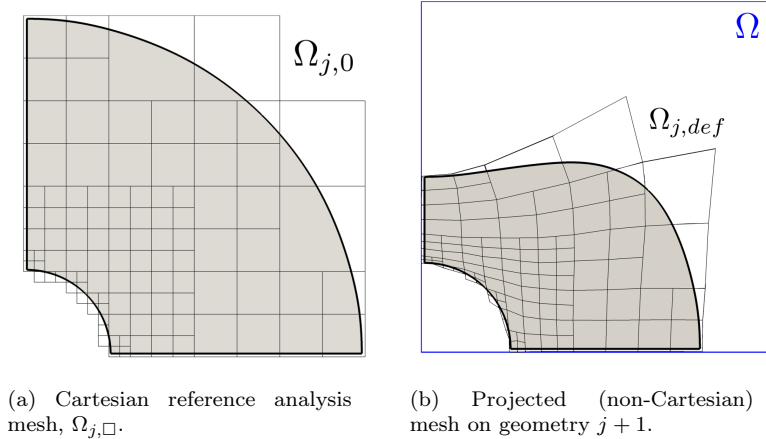 Ω_{j,0}
Ω
Ω_{j,def}
(a) Cartesian reference analysis
mesh, Ω_{j,□}.
(b) Projected (non-Cartesian)
mesh on geometry j + 1.